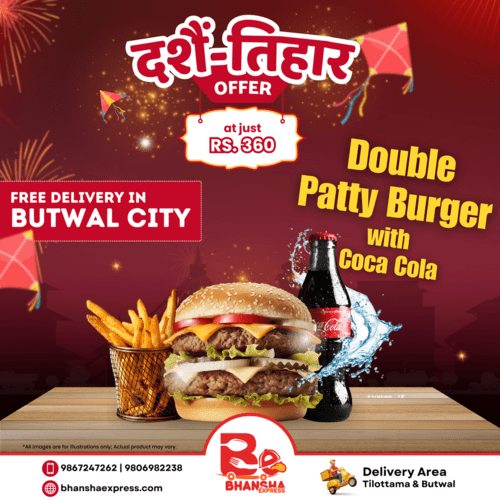 दशैं-तिहार
OFFER
at just
RS. 360
Double
Patty Burger
with
Coca Cola
FREE DELIVERY IN
BUTWAL CITY
Coca-Cola
*All images are for illustrations only; Actual product may vary.
9867247262 | 9806982238
bhanshaexpress.com
Be
BHANSHA
EXPRESS
Delivery Area
Tilottama & Butwal